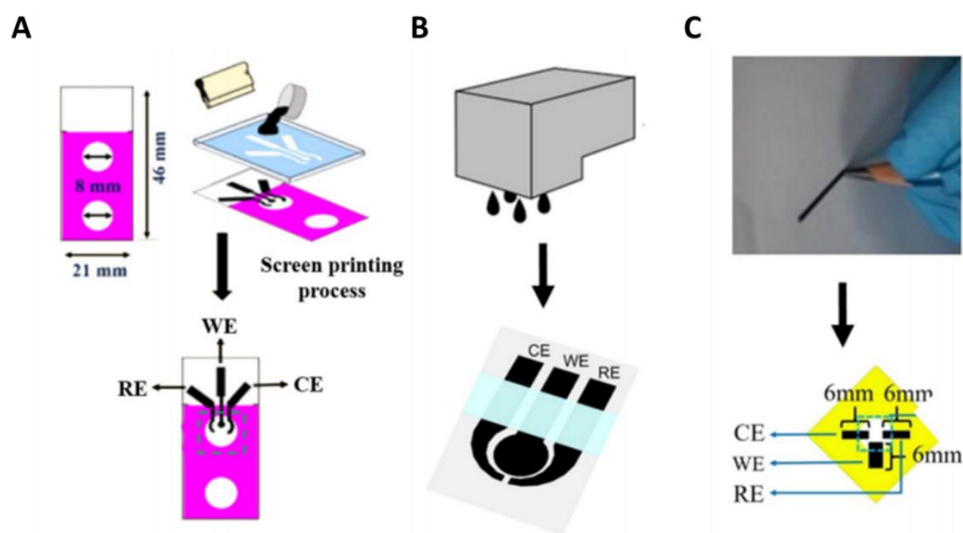 A
8 mm
46 mm
21 mm
Screen printing
process
WE
RE
CE
B
CE
WE
RE
C
6mm
6mm
CE
WE
6mm
RE